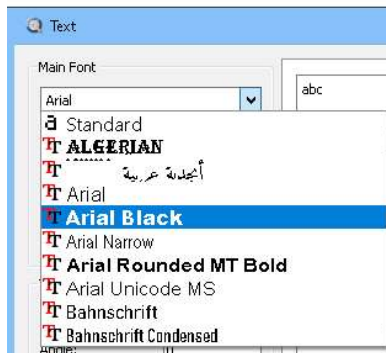 Text
Main Font
Arial
abc
Standard
ALGERIAN
أبجدية عربية
Arial
Arial Black
Arial Narrow
Arial Rounded MT Bold
Arial Unicode MS
Bahnschrift
Bahnschrift Condensed
Angle: